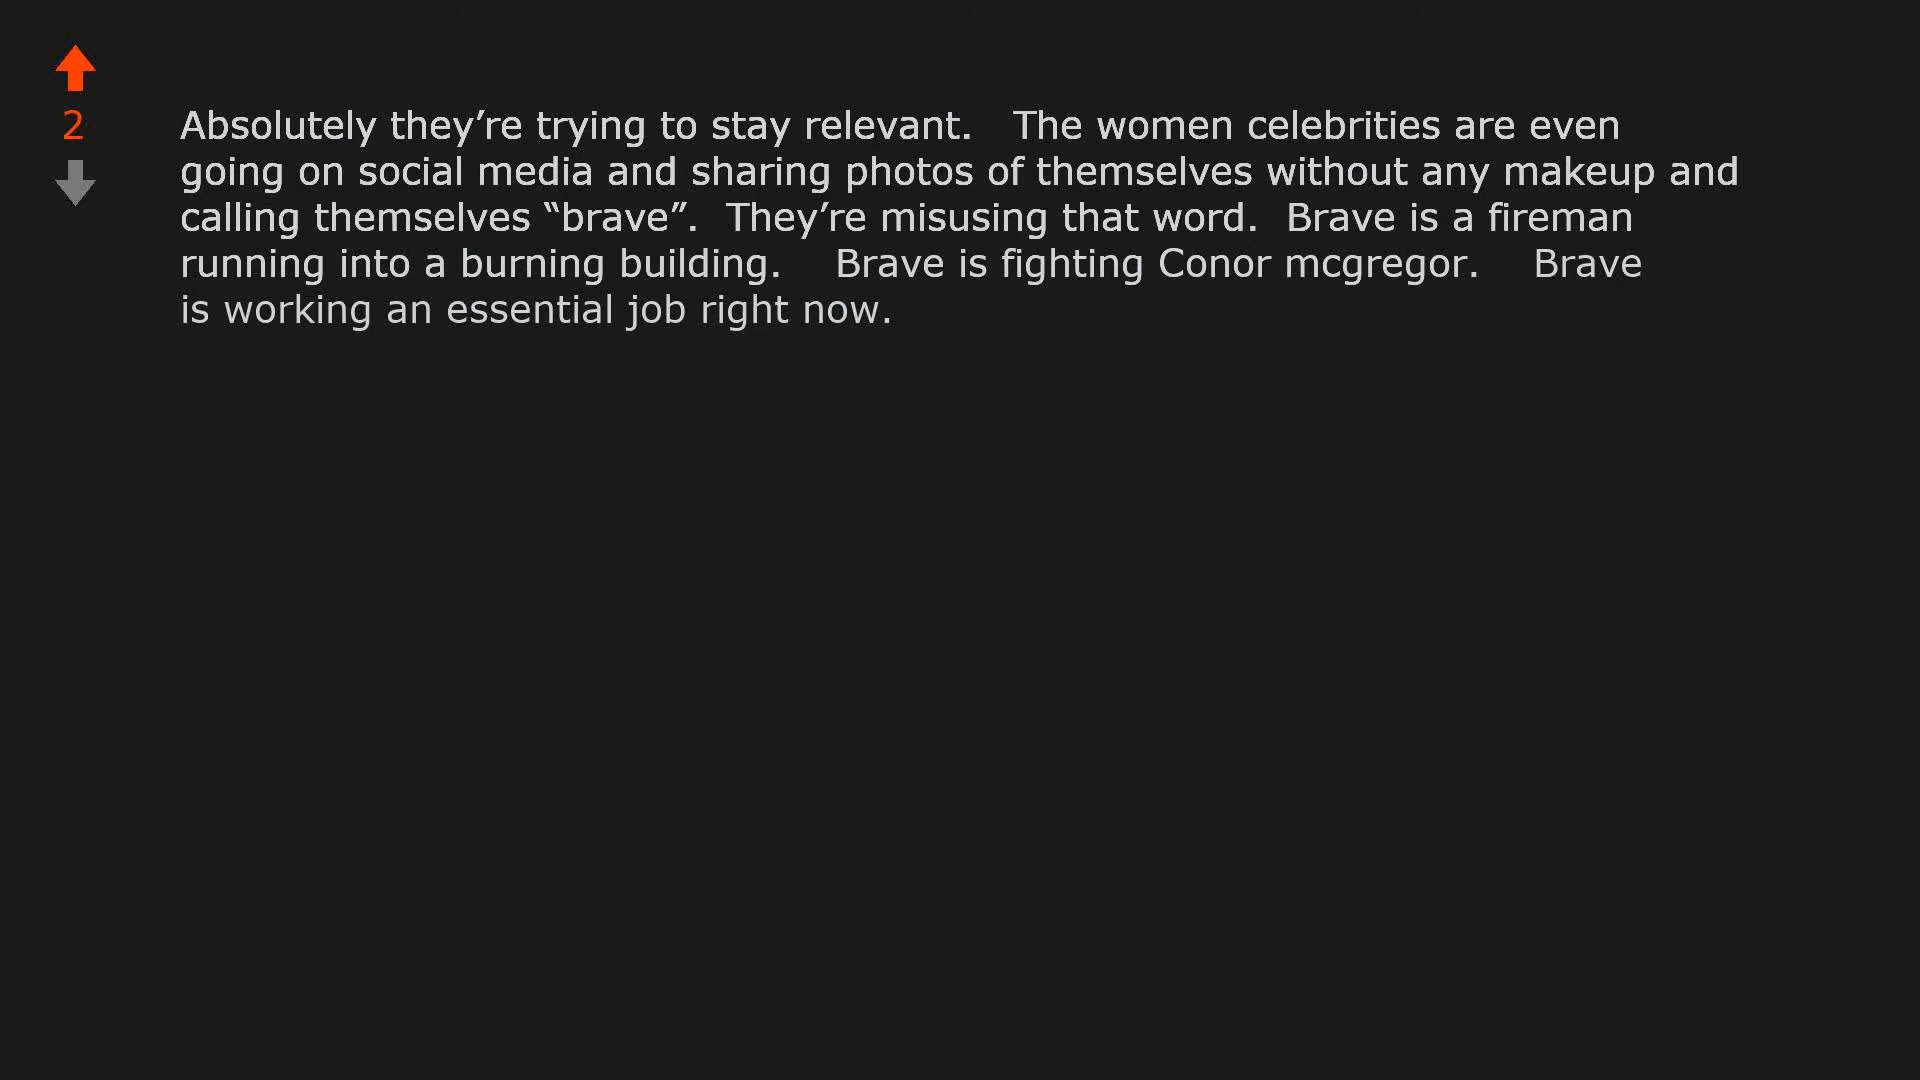 2
Absolutely they’re trying to stay relevant.   The women celebrities are even
going on social media and sharing photos of themselves without any makeup and
calling themselves “brave”.  They’re misusing that word.  Brave is a fireman
running into a burning building.    Brave is fighting Conor mcgregor.    Brave
is working an essential job right now.